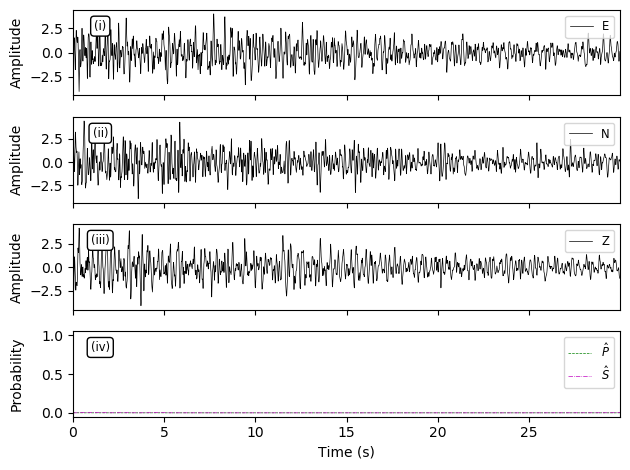 (i)
E
Amplitude
2.5
0.0
−2.5
(ii)
N
Amplitude
2.5
0.0
−2.5
(iii)
Z
Amplitude
2.5
0.0
−2.5
(iv)
P̂
Ŝ
Probability
1.0
0.5
0.0
0 5 10 15 20 25
Time (s)